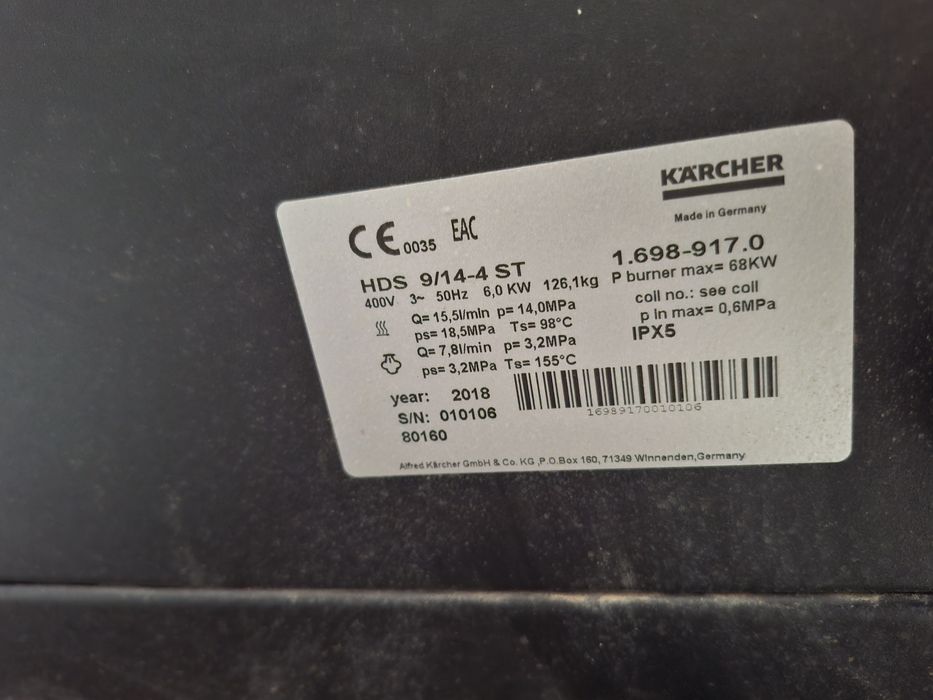 KÄRCHER
Made in Germany
CE 0035 EAC
HDS 9/14-4 ST
1.698-917.0
400V 3~ 50Hz 6,0 KW 126,1kg P burner max= 68KW
Q= 15,5l/min p= 14,0MPa
coil no.: see coil
ps= 18,5MPa Ts= 98°C
p in max= 0,6MPa
Q= 7,8l/min p= 3,2MPa
IPX5
ps= 3,2MPa Ts= 155°C
year: 2018
S/N: 010106
16989170010106
80160
Alfred Kärcher GmbH & Co. KG ,P.O.Box 160, 71349 Winnenden,Germany